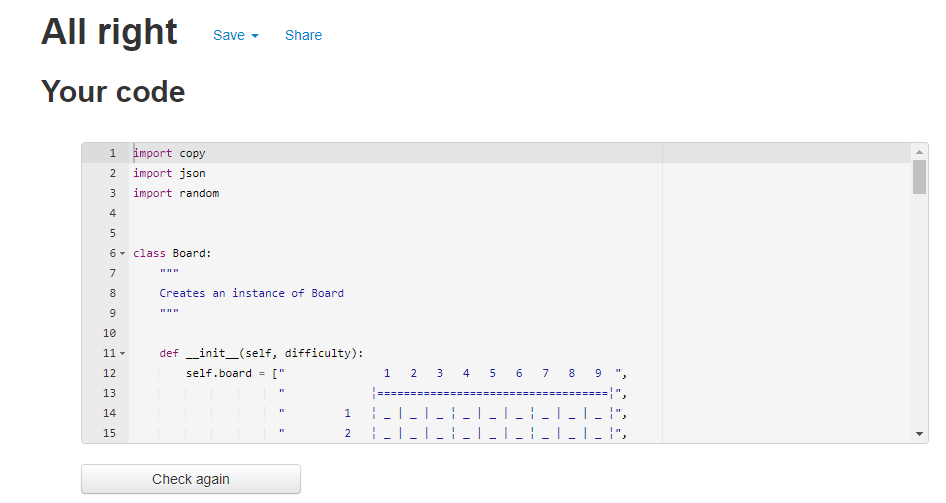 All right Save Share
Your code
1 import copy
2 import json
3 import random
4
5
6 class Board:
7 """
8 Creates an instance of Board
9 """
10
11 def __init__(self, difficulty):
12 self.board = [" 1 2 3 4 5 6 7 8 9 ",
13 " ¦===================================¦",
14 " 1 ¦ _ | _ | _ ¦ _ | _ | _ ¦ _ | _ | _ ¦",
15 " 2 ¦ _ | _ | _ ¦ _ | _ | _ ¦ _ | _ | _ ¦",
Check again